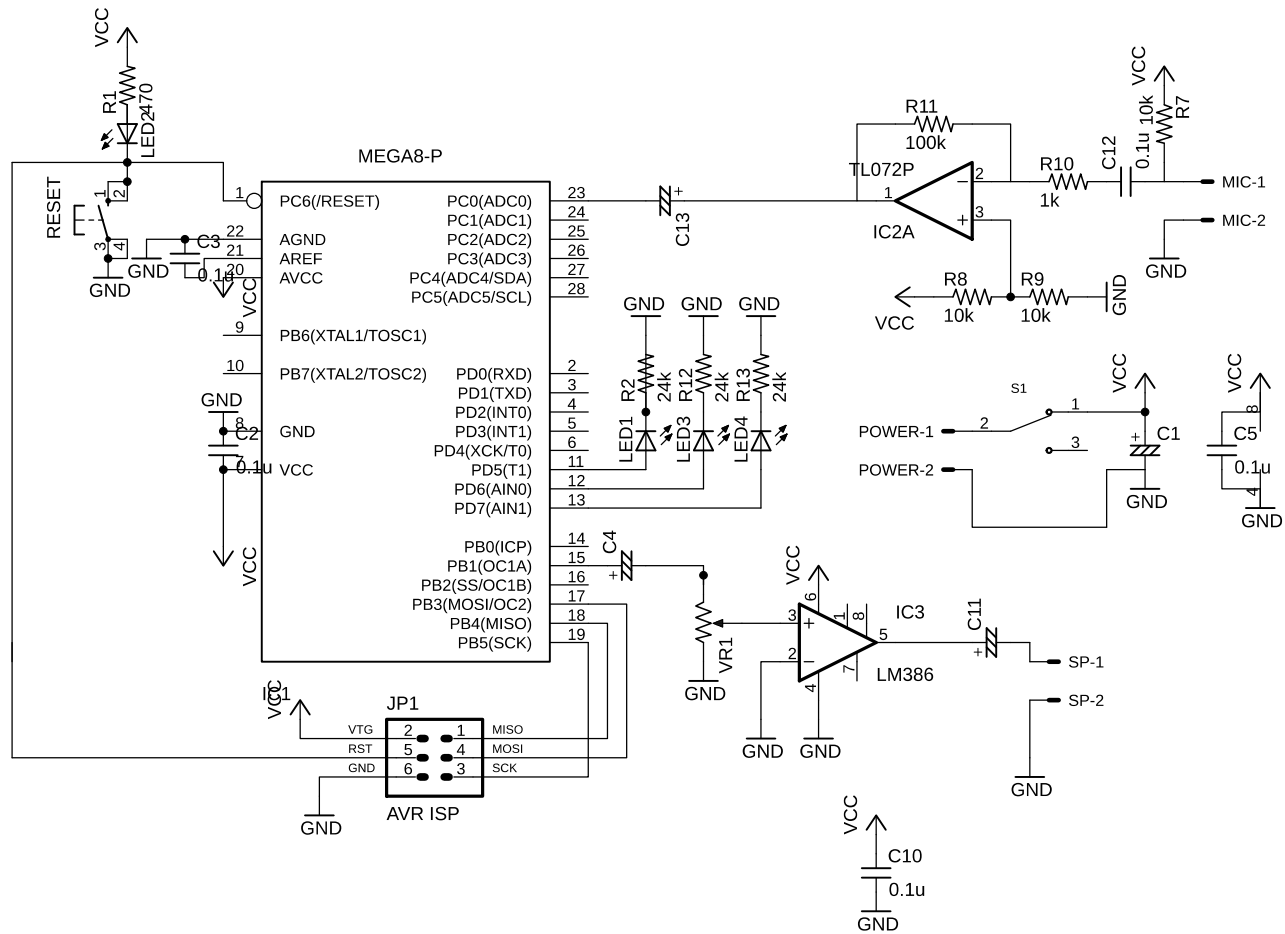 VCC
R1
470
LED2
RESET
1
2
3
4
GND
MEGA8-P
1
PC6(/RESET)
22
AGND
21
AREF
20
AVCC
C3
0.1u
GND
VCC
9
PB6(XTAL1/TOSC1)
10
PB7(XTAL2/TOSC2)
GND
8
GND
C2
0.1u
7
VCC
VCC
PC0(ADC0)
23
PC1(ADC1)
24
PC2(ADC2)
25
PC3(ADC3)
26
PC4(ADC4/SDA)
27
PC5(ADC5/SCL)
28
PD0(RXD)
2
PD1(TXD)
3
PD2(INT0)
4
PD3(INT1)
5
PD4(XCK/T0)
6
PD5(T1)
11
PD6(AIN0)
12
PD7(AIN1)
13
PB0(ICP)
14
PB1(OC1A)
15
PB2(SS/OC1B)
16
PB3(MOSI/OC2)
17
PB4(MISO)
18
PB5(SCK)
19
IC1
VCC
JP1
VTG
2
1
MISO
RST
5
4
MOSI
GND
6
3
SCK
GND
AVR ISP
+
C13
R11
100k
TL072P
1
−
2
+
3
IC2A
R10
1k
C12
0.1u
VCC
10k
R7
MIC-1
MIC-2
GND
R8
10k
R9
10k
GND
VCC
GND
GND
GND
R2
24k
R12
24k
R13
24k
LED1
LED3
LED4
S1
POWER-1
2
1
3
POWER-2
VCC
+
C1
GND
VCC
8
C5
0.1u
4
GND
C4
+
VR1
GND
VCC
6
3
+
2
−
1
8
IC3
5
7
4
LM386
GND
GND
C11
+
SP-1
SP-2
GND
VCC
C10
0.1u
GND